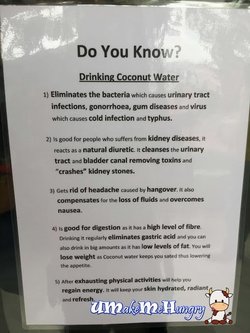 Do You Know?
Drinking Coconut Water
1) Eliminates the bacteria which causes urinary tract
infections, gonorrhoea, gum diseases and virus
which causes cold infection and typhus.
2) Is good for people who suffers from kidney diseases, it
reacts as a natural diuretic. It cleanses the urinary
tract and bladder canal removing toxins and
"crashes" kidney stones.
3) Gets rid of headache caused by hangover. It also
compensates for the loss of fluids and overcomes
nausea.
4) Is good for digestion as it has a high level of fibre.
Drinking it regularly eliminates gastric acid and you can
also drink in big amounts as it has low levels of fat. You will
lose weight as Coconut water keeps you sated thus lowering
the appetite.
5) After exhausting physical activities will help you
regain energy. It will keep your skin hydrated, radiant
and refresh.
UMakemHungry